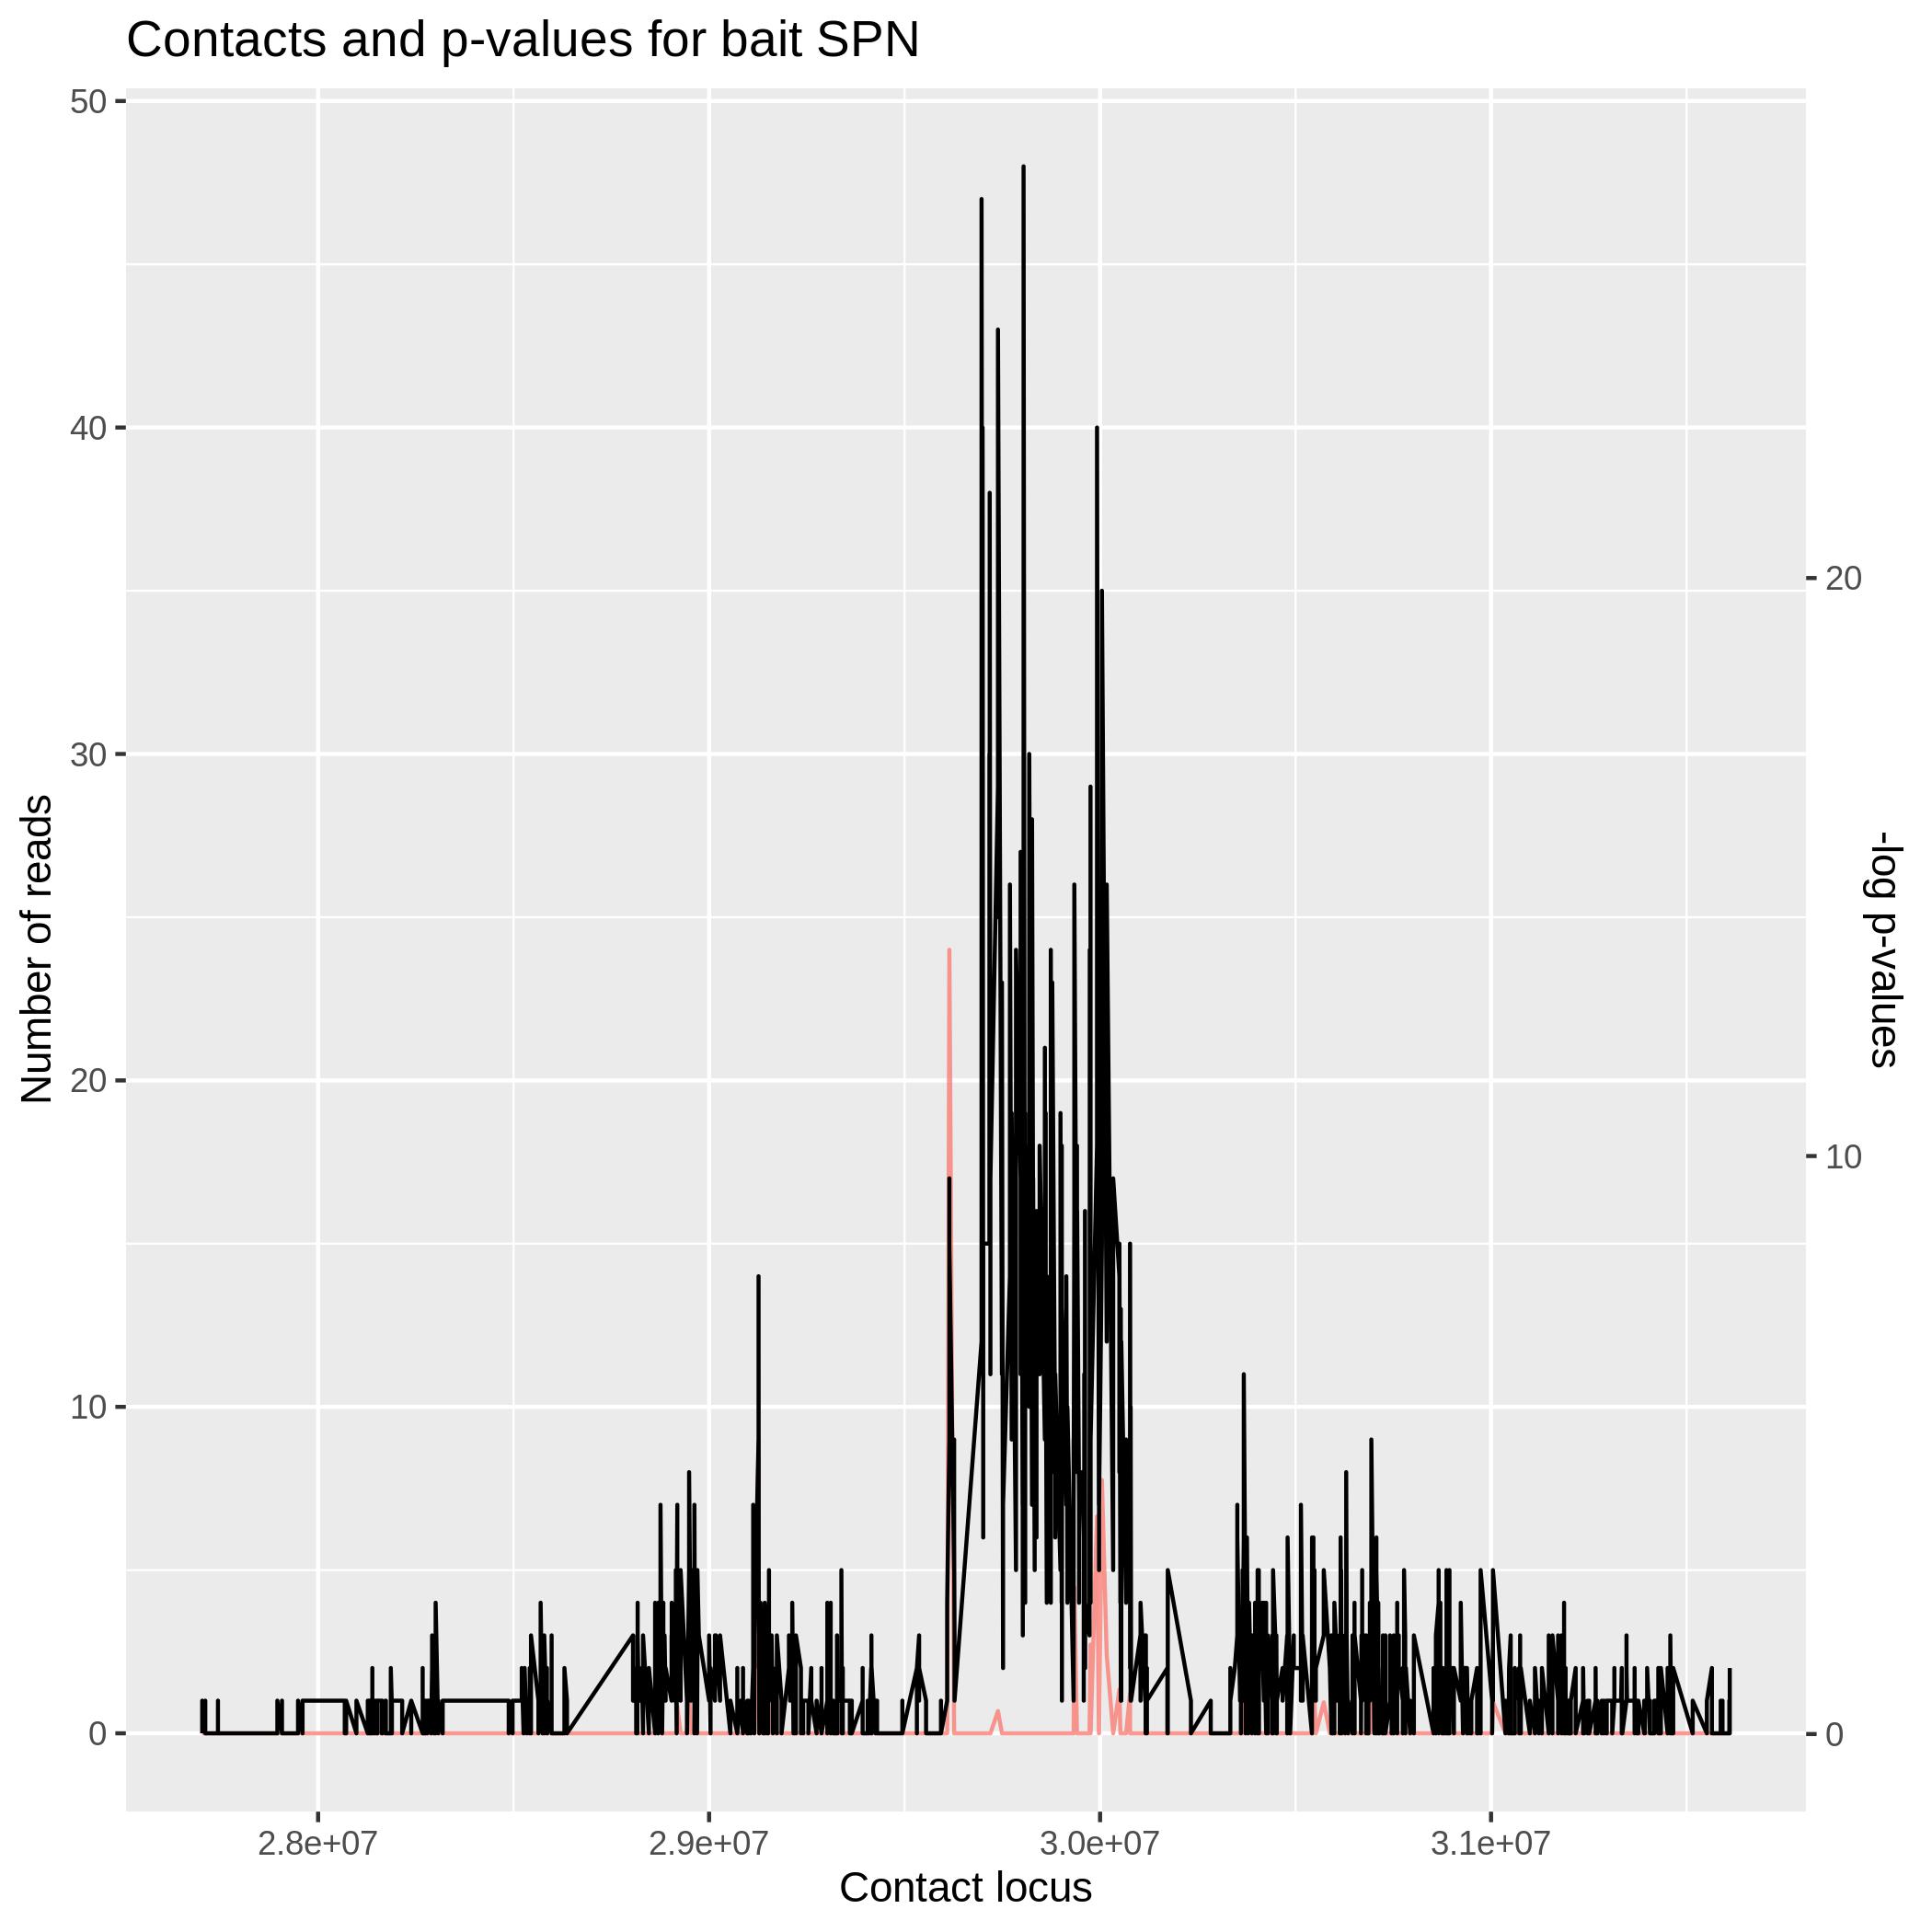 Contacts and p-values for bait SPN
50
40
30
20
10
0
Number of reads
20
10
0
-log p-values
2.8e+07
2.9e+07
3.0e+07
3.1e+07
Contact locus